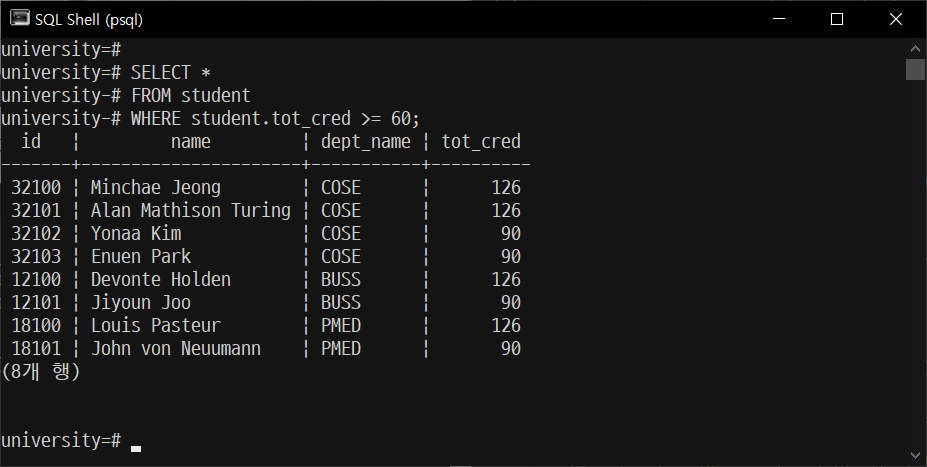 SQL Shell (psql)
university=#
university=# SELECT *
university-# FROM student
university-# WHERE student.tot_cred >= 60;
  id   ¦         name         ¦ dept_name ¦ tot_cred
-------+----------------------+-----------+----------
 32100 ¦ Minchae Jeong        ¦ COSE      ¦      126
 32101 ¦ Alan Mathison Turing ¦ COSE      ¦      126
 32102 ¦ Yonaa Kim            ¦ COSE      ¦       90
 32103 ¦ Enuen Park           ¦ COSE      ¦       90
 12100 ¦ Devonte Holden       ¦ BUSS      ¦      126
 12101 ¦ Jiyoun Joo           ¦ BUSS      ¦       90
 18100 ¦ Louis Pasteur        ¦ PMED      ¦      126
 18101 ¦ John von Neuumann    ¦ PMED      ¦       90
(8개 행)
university=#